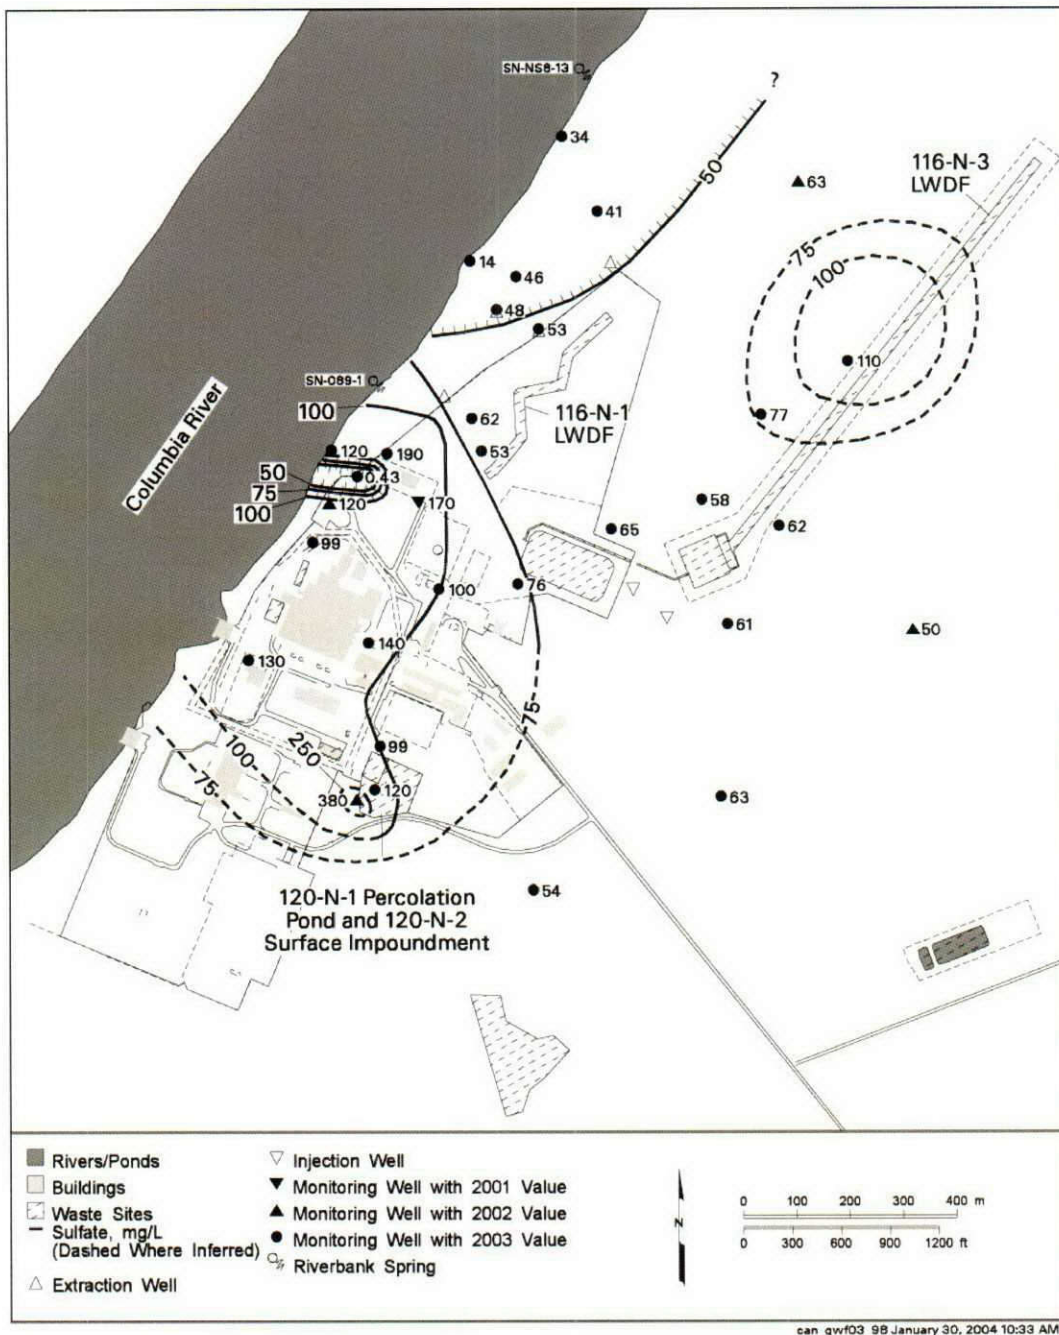 SN-NS8-13
?
34
50
63
116-N-3
LWDF
41
14
46
75
100
48
53
110
SN-089-1
100
116-N-1
LWDF
77
62
Columbia River
120
190
53
50
0.43
75
58
100
120
170
65
62
99
100
76
61
50
140
130
75
250
99
100
75
63
380
120
54
120-N-1 Percolation
Pond and 120-N-2
Surface Impoundment
Rivers/Ponds
Buildings
Waste Sites
Sulfate, mg/L
(Dashed Where Inferred)
Extraction Well
Injection Well
Monitoring Well with 2001 Value
Monitoring Well with 2002 Value
Monitoring Well with 2003 Value
Riverbank Spring
N
0 100 200 300 400 m
0 300 600 900 1200 ft
can_gwf03_98 January 30, 2004 10:33 AM